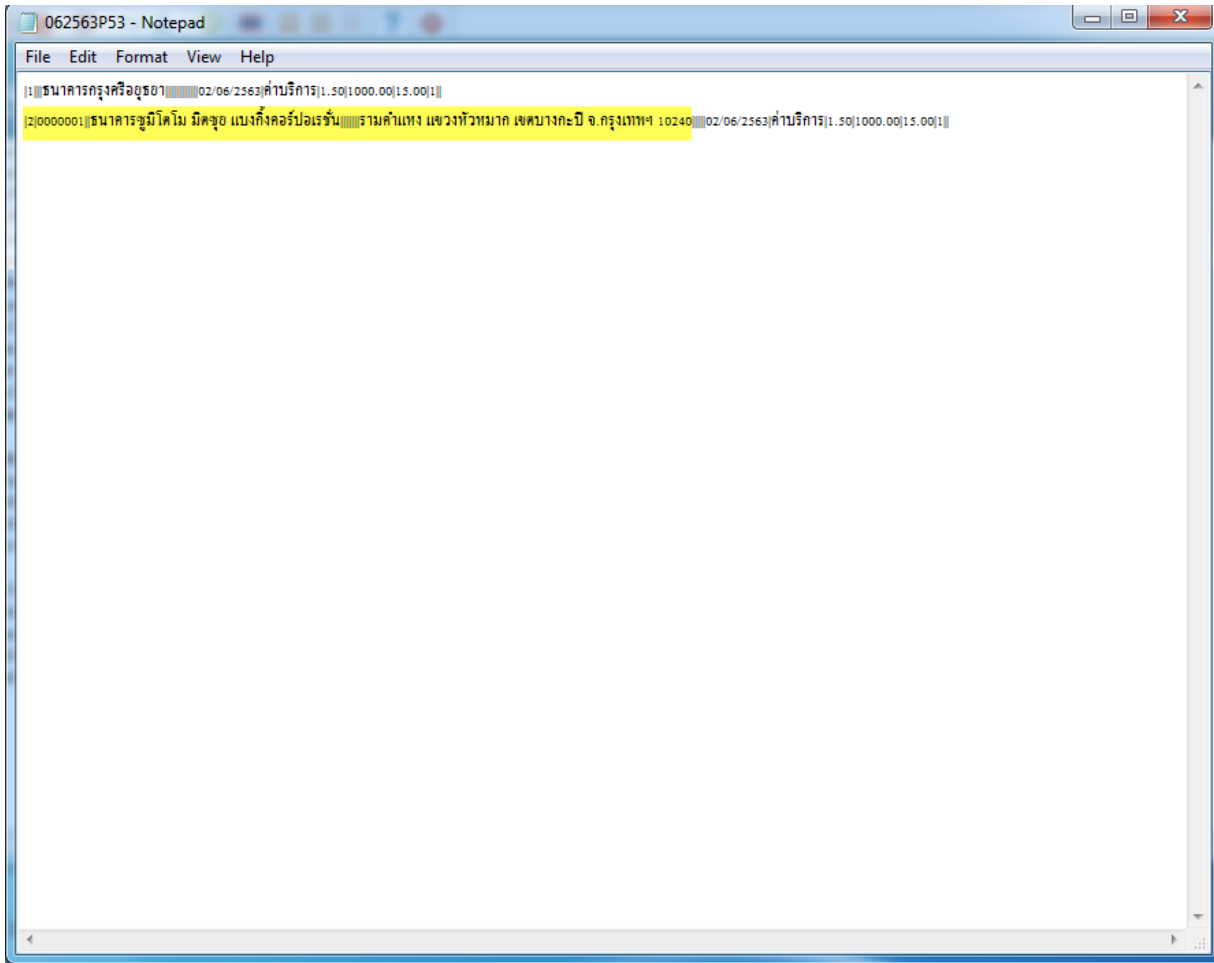 062563P53 - Notepad
File Edit Format View Help
|1|||ธนาคารกรุงศรีอยุธยา|||||||||||02/06/2563|ค่าบริการ|1.50|1000.00|15.00|1||
|2|0000001||ธนาคารซูมิโตโม มิตซุย แบงกิ้งคอร์ปอเรชั่น||||||รามคำแหง แขวงหัวหมาก เขตบางกะปิ จ.กรุงเทพฯ 10240|||||02/06/2563|ค่าบริการ|1.50|1000.00|15.00|1||